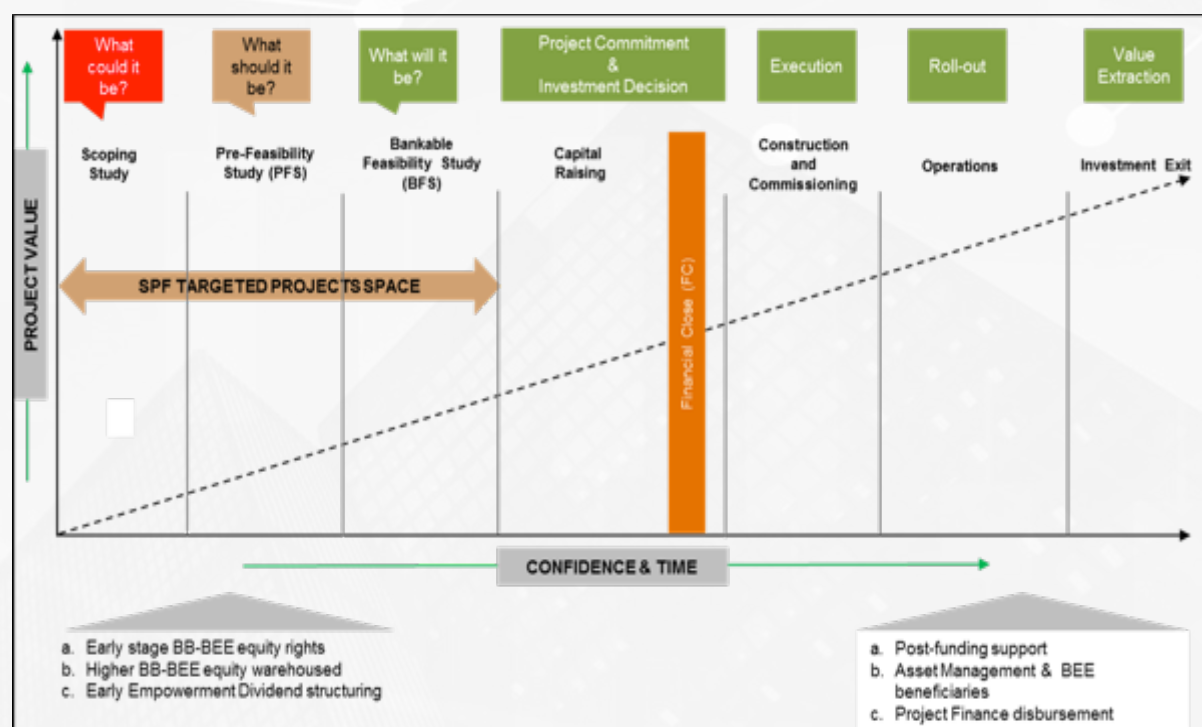 What
could it
be?
What
should it
be?
What will it
be?
Project Commitment
&
Investment Decision
Execution
Roll-out
Value
Extraction
Scoping
Study
Pre-Feasibility
Study (PFS)
Bankable
Feasibility Study
(BFS)
Capital
Raising
Construction
and
Commissioning
Operations
Investment Exit
PROJECT VALUE
SPF TARGETED PROJECTS SPACE
Financial Close (FC)
CONFIDENCE & TIME
a. Early stage BB-BEE equity rights
b. Higher BB-BEE equity warehoused
c. Early Empowerment Dividend structuring
a. Post-funding support
b. Asset Management & BEE
beneficiaries
c. Project Finance disbursement